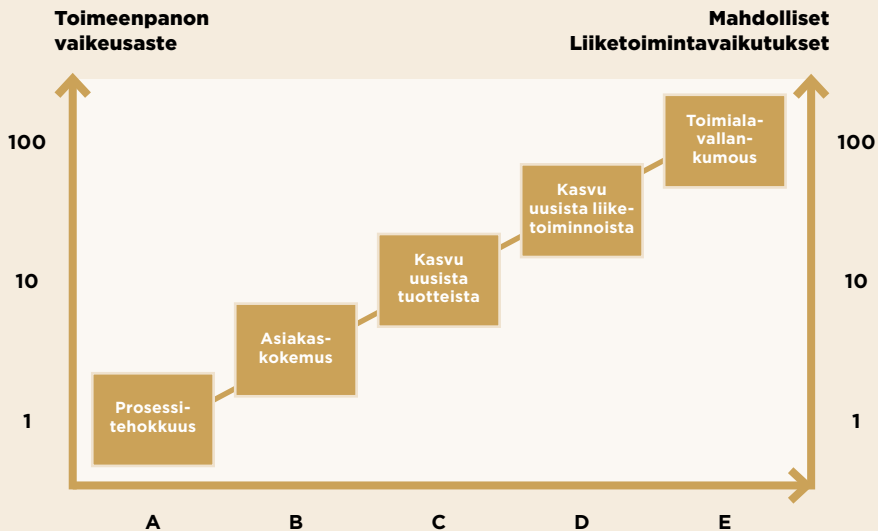 Toimeenpanon
vaikeusaste
Mahdolliset
Liiketoimintavaikutukset
100
10
1
100
10
1
Toimiala-
vallan-
kumous
Kasvu
uusista liike-
toiminnoista
Kasvu
uusista
tuotteista
Asiakas-
kokemus
Prosessi-
tehokkuus
A
B
C
D
E